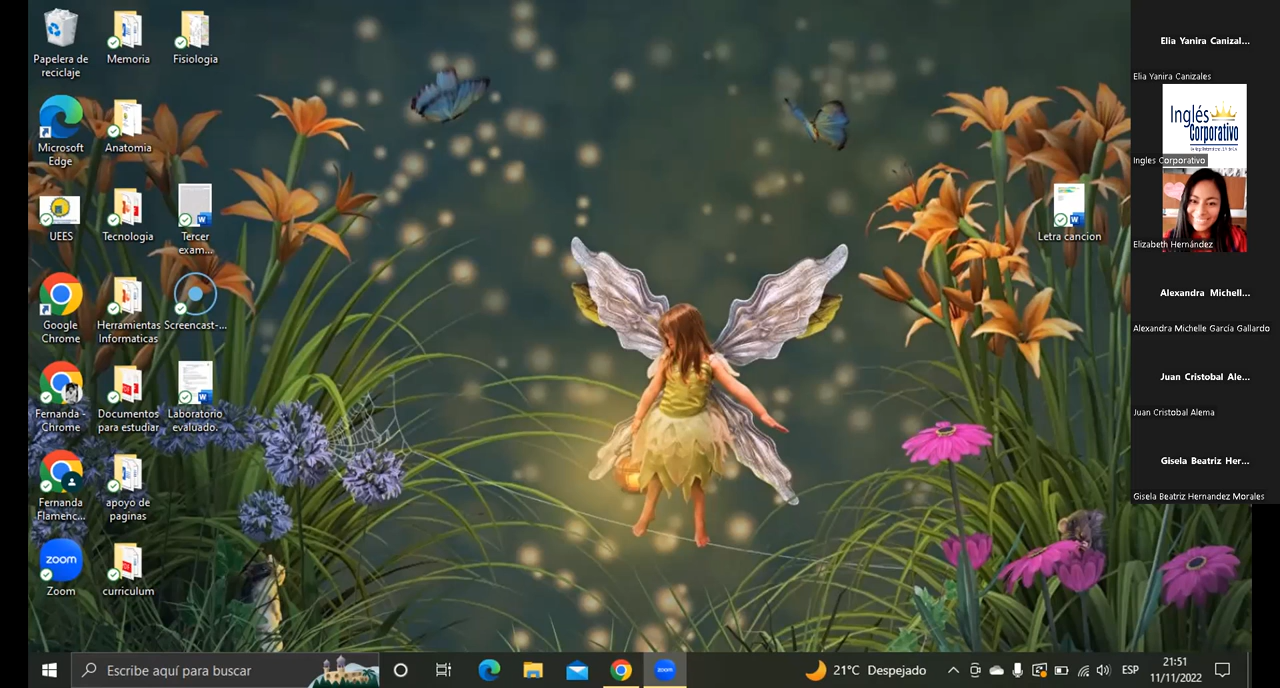 Papelera de
reciclaje
Memoria
Fisiologia
Microsoft
Edge
Anatomia
UEES
Tecnologia
Tercer
exam...
Google
Chrome
Herramientas
Informaticas
Screencast-...
Fernanda -
Chrome
Documentos
para estudiar
Laboratorio
evaluado.
Fernanda
Flamenc...
apoyo de
paginas
zoom
Zoom
curriculum
Letra cancion
Elia Yanira Canizal...
Elia Yanira Canizales
Inglés
Corporativo
Ingles Corporativo
Elizabeth Hernández
Alexandra Michell...
Alexandra Michelle García Gallardo
Juan Cristobal Ale...
Juan Cristobal Alema
Gisela Beatriz Her...
Gisela Beatriz Hernandez Morales
Escribe aquí para buscar
zoom
21°C Despejado
ESP
21:51
11/11/2022